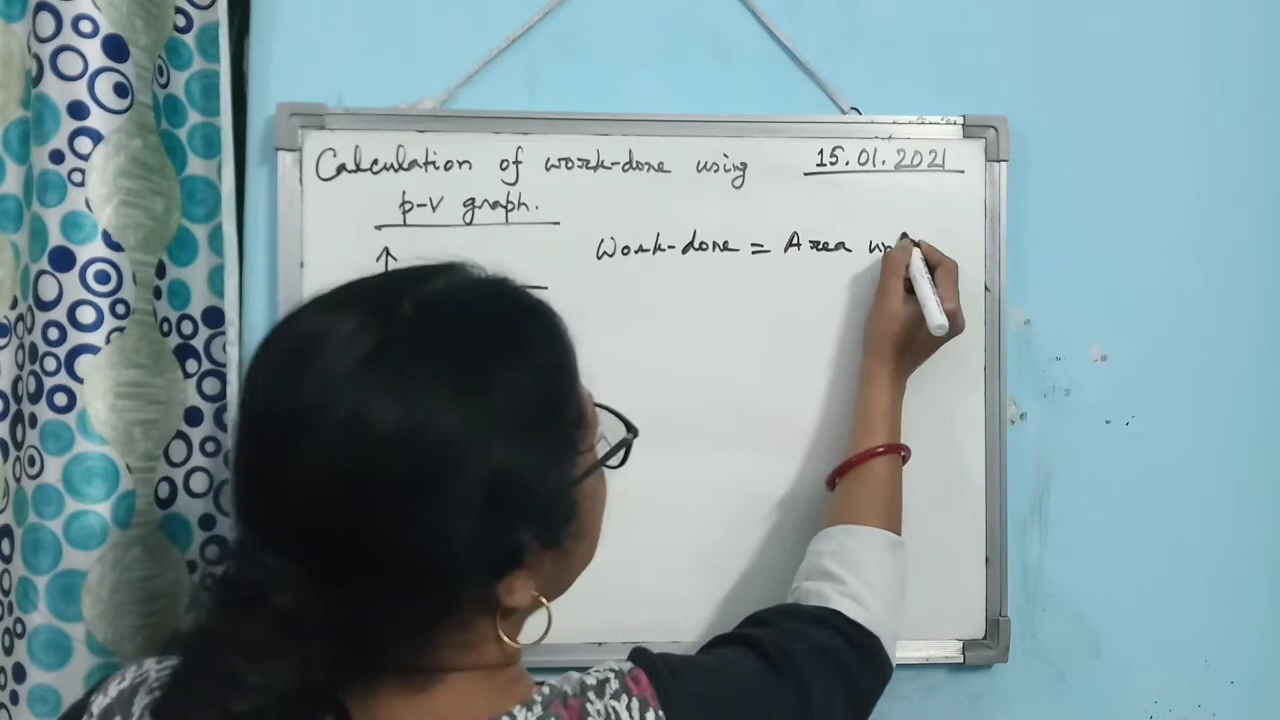 Calculation of work-done using
15.01.2021
p-V graph.
Work-done = Area un